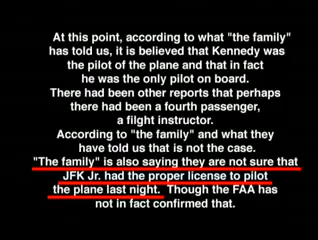 At this point, according to what "the family"
has told us, it is believed that Kennedy was
the pilot of the plane and that in fact
he was the only pilot on board.
There had been other reports that perhaps
there had been a fourth passenger,
a filght instructor.
According to "the family" and what they
have told us that is not the case.
"The family" is also saying they are not sure that
JFK Jr. had the proper license to pilot
the plane last night. Though the FAA has
not in fact confirmed that.